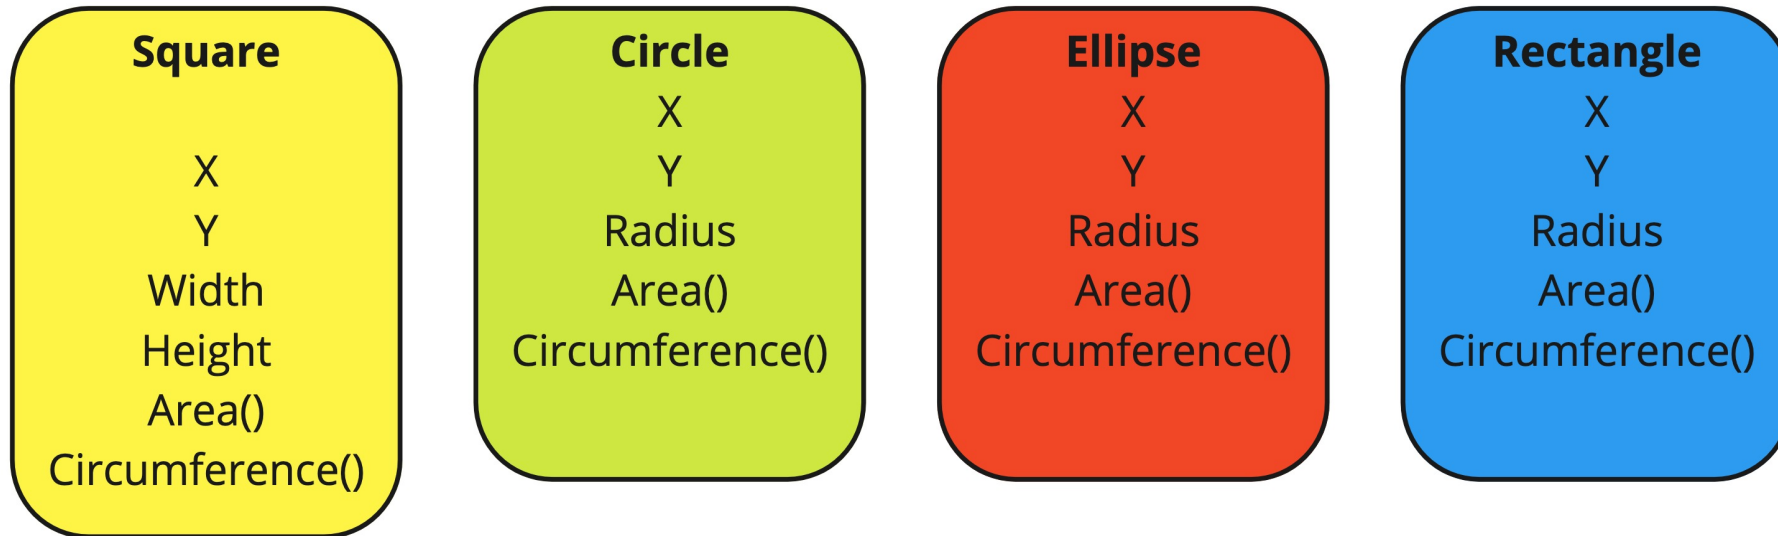 Square
X
Y
Width
Height
Area()
Circumference()
Circle
X
Y
Radius
Area()
Circumference()
Ellipse
X
Y
Radius
Area()
Circumference()
Rectangle
X
Y
Radius
Area()
Circumference()